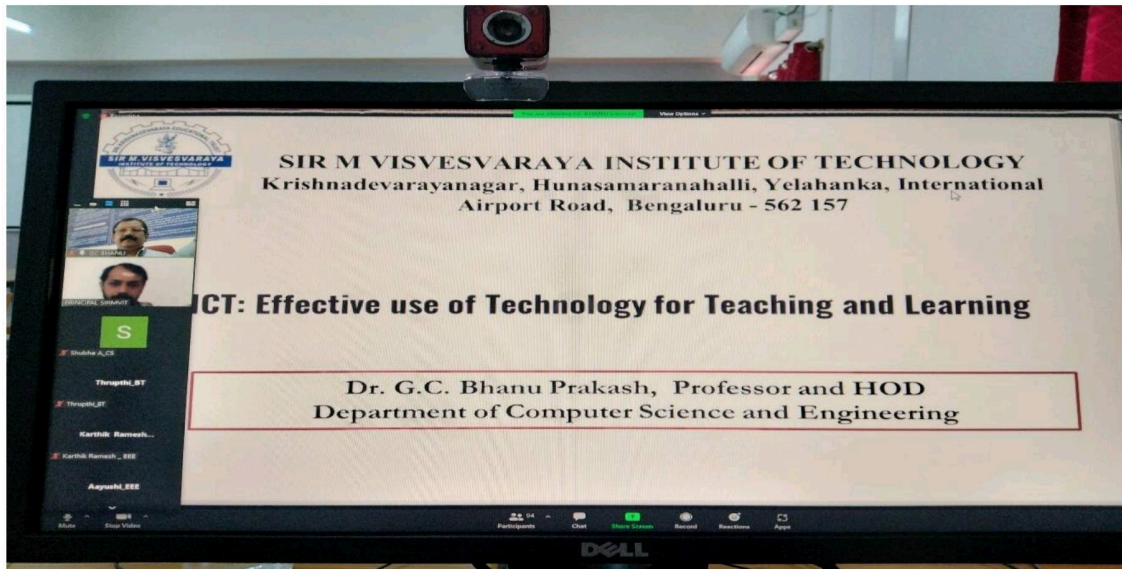 View Options
SIR M.VISVESVARAYA
INSTITUTE OF TECHNOLOGY
SIR M VISVESVARAYA INSTITUTE OF TECHNOLOGY
Krishnadevarayanagar, Hunasamaranahalli, Yelahanka, International
Airport Road, Bengaluru - 562 157
GC BHANU
PRINCIPAL SIRMVIT
ICT: Effective use of Technology for Teaching and Learning
S
Shubha A_CS
Thrupthi_BT
Thrupthi_BT
Karthik Ramesh...
Karthik Ramesh _ EEE
Aayushi_EEE
Dr. G.C. Bhanu Prakash, Professor and HOD
Department of Computer Science and Engineering
Mute
Stop Video
94
Participants
Chat
Share Screen
Record
Reactions
Apps
DELL